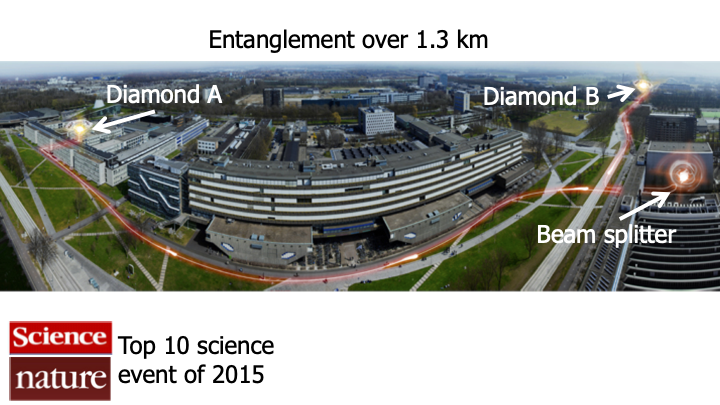 Entanglement over 1.3 km
Diamond A
Diamond B
Beam splitter
Science
nature
Top 10 science
event of 2015